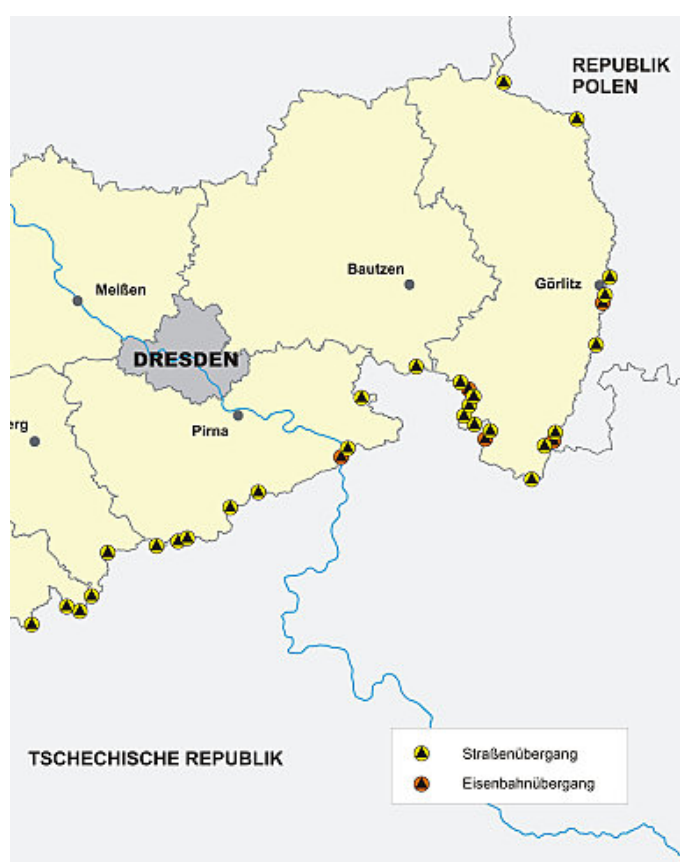 REPUBLIK
POLEN
Bautzen
Görlitz
Meißen
DRESDEN
Pirna
erg
TSCHECHISCHE REPUBLIK
Straßenübergang
Eisenbahnübergang